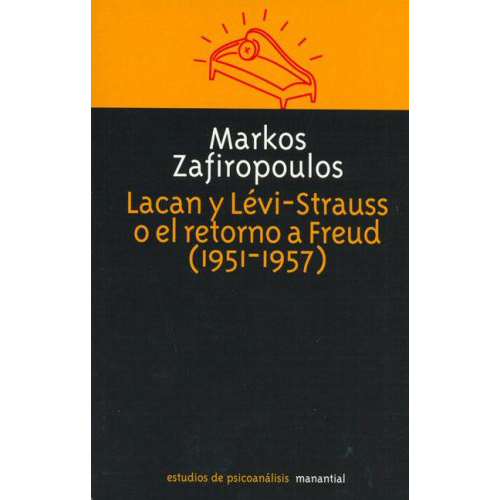 Markos
Zafiropoulos
Lacan y Lévi-Strauss
o el retorno a Freud
(1951-1957)
estudios de psicoanálisis manantial